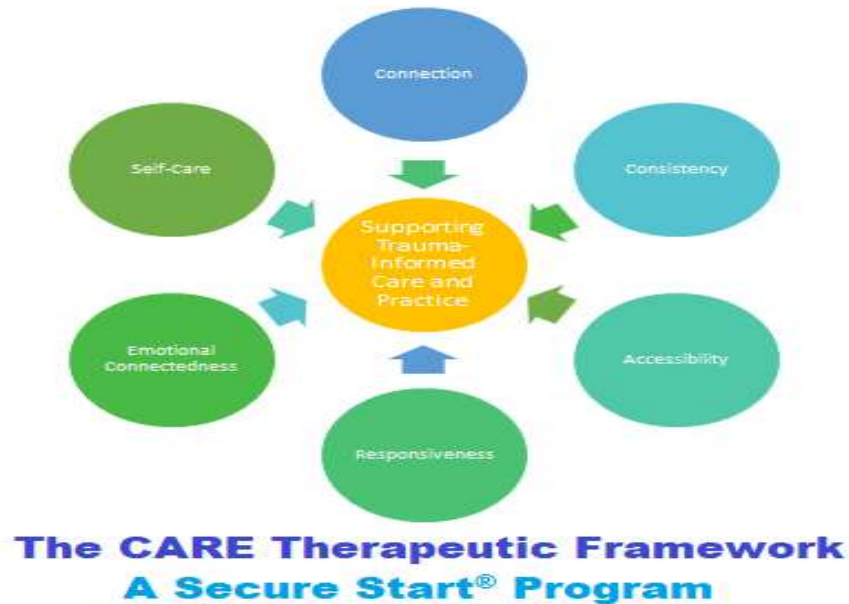 Connection
Consistency
Accessibility
Responsiveness
Emotional
Connectedness
Self-Care
Supporting
Trauma-
Informed
Care and
Practice
The CARE Therapeutic Framework
A Secure Start® Program